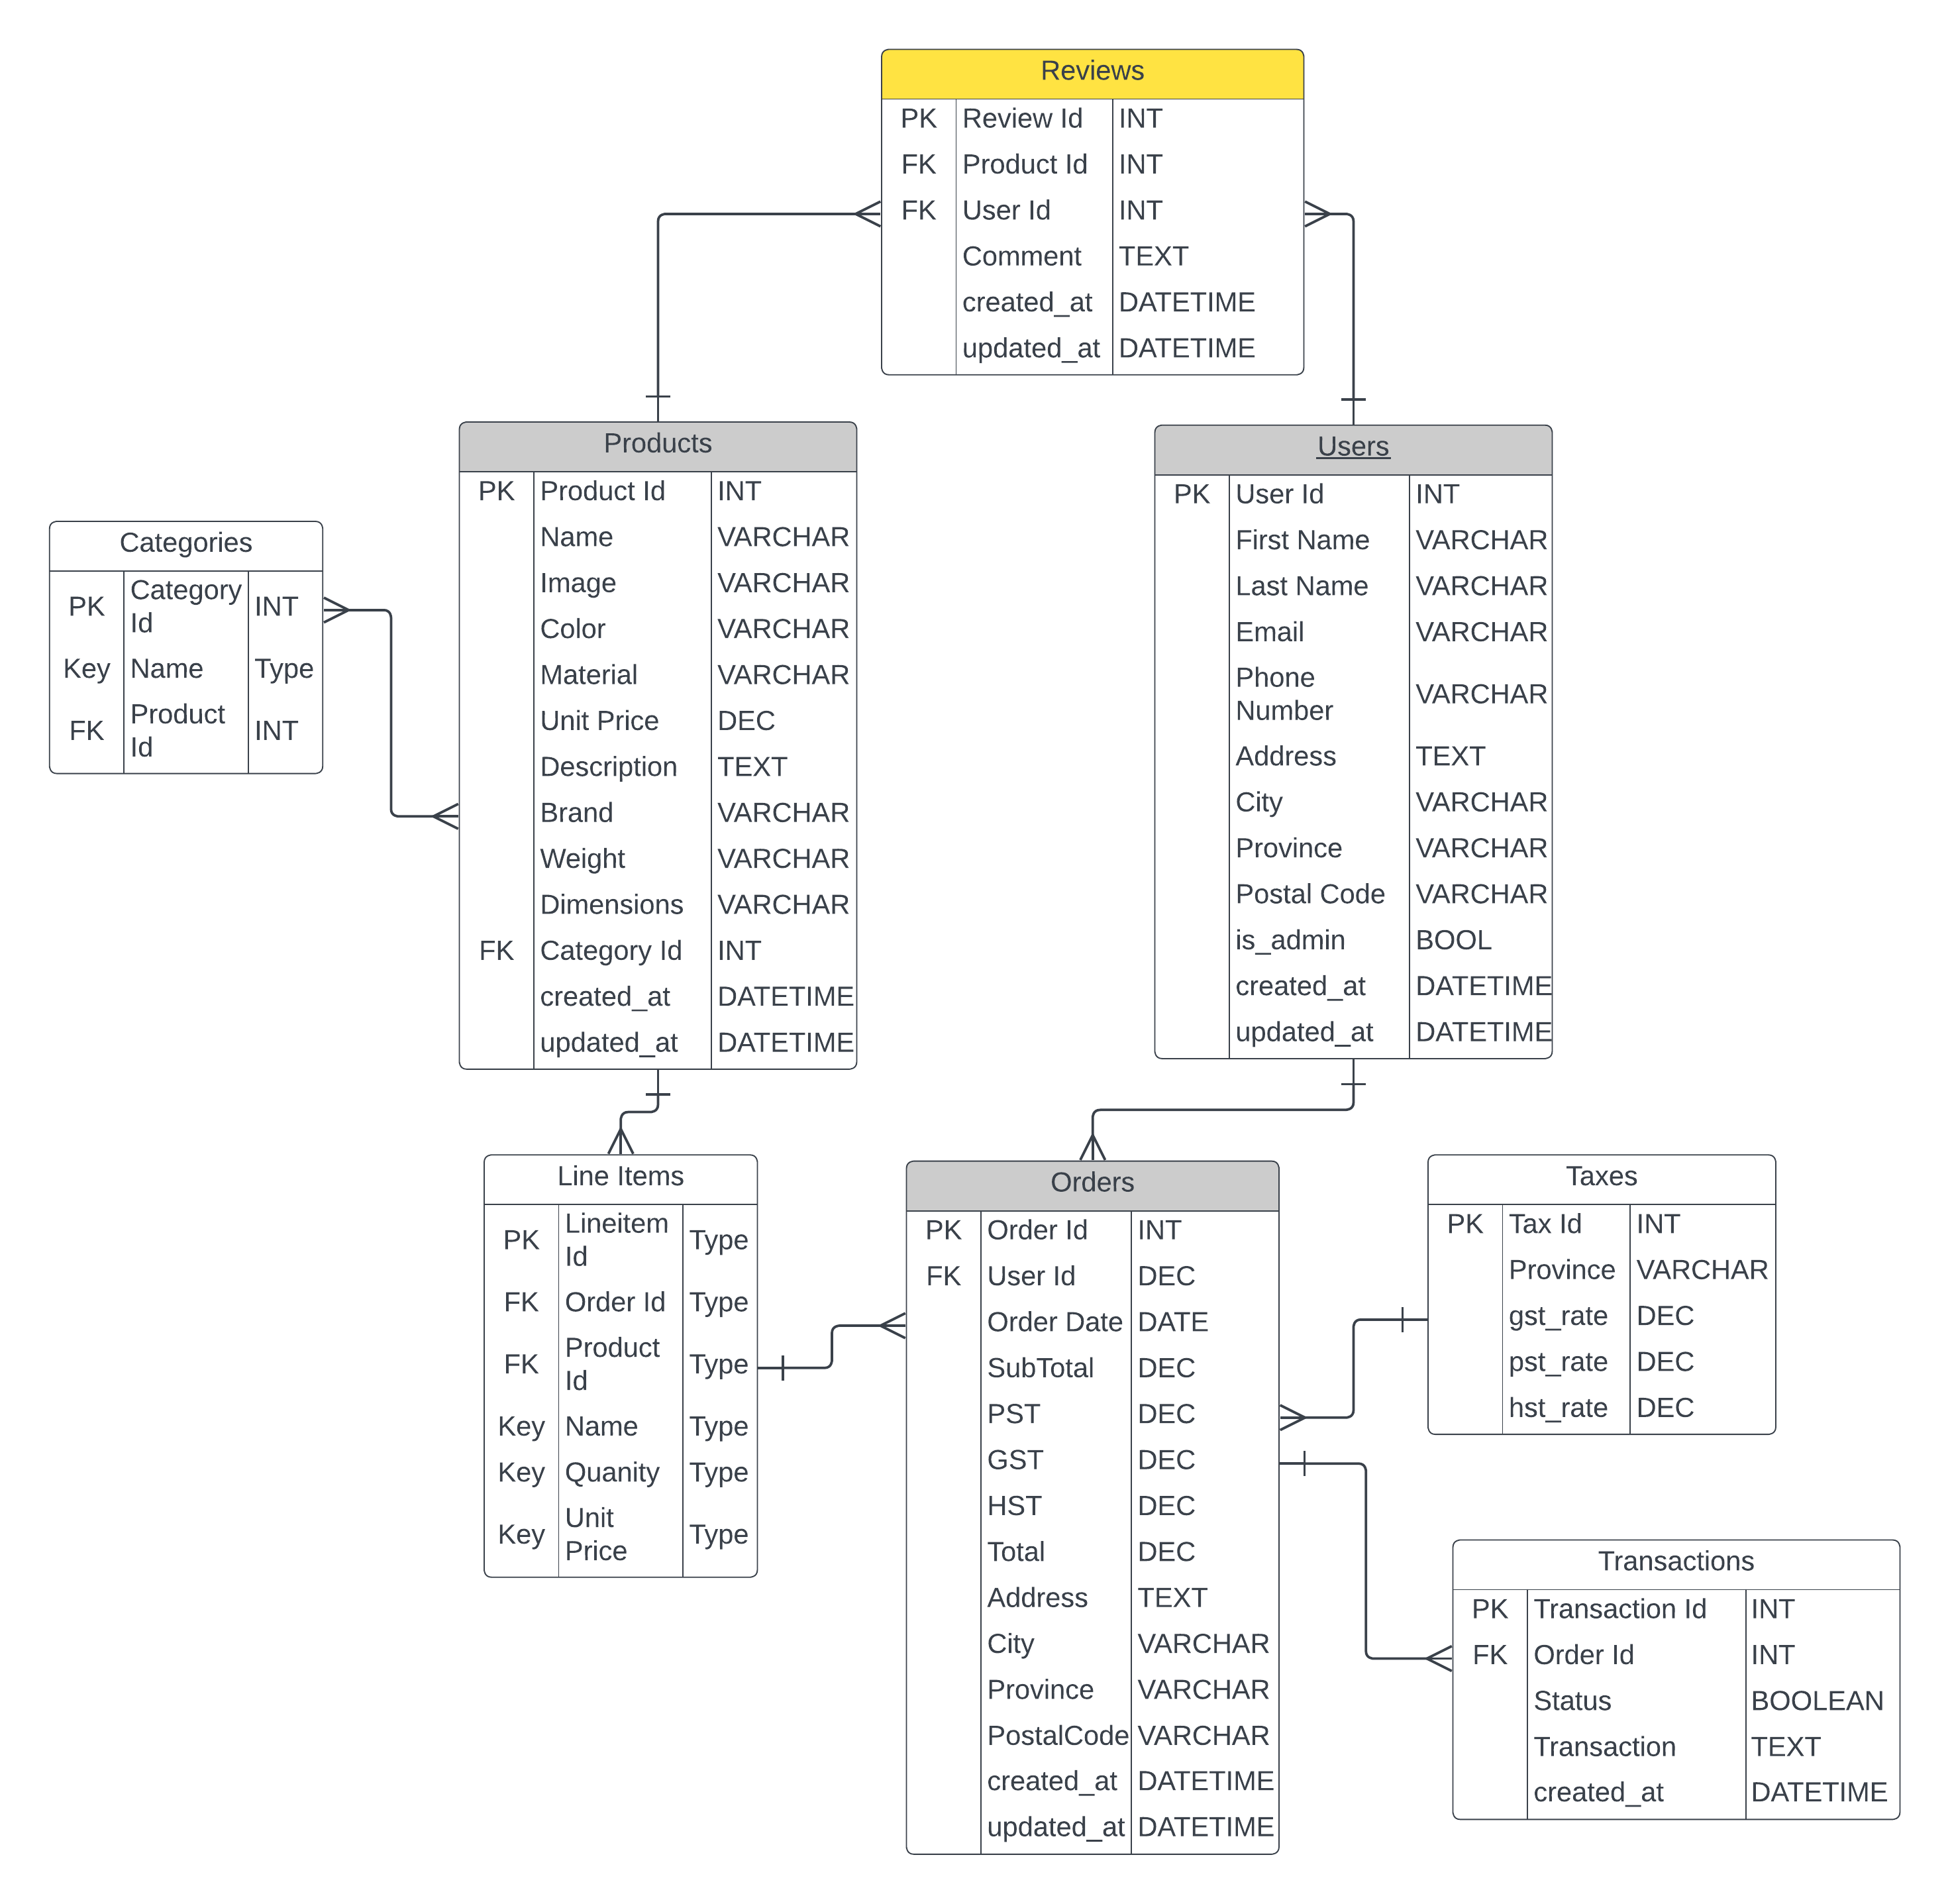 Reviews
PK Review Id INT
FK Product Id INT
FK User Id INT
Comment TEXT
created_at DATETIME
updated_at DATETIME
Products
PK Product Id INT
Name VARCHAR
Image VARCHAR
Color VARCHAR
Material VARCHAR
Unit Price DEC
Description TEXT
Brand VARCHAR
Weight VARCHAR
Dimensions VARCHAR
FK Category Id INT
created_at DATETIME
updated_at DATETIME
Users
PK User Id INT
First Name VARCHAR
Last Name VARCHAR
Email VARCHAR
Phone
Number VARCHAR
Address TEXT
City VARCHAR
Province VARCHAR
Postal Code VARCHAR
is_admin BOOL
created_at DATETIME
updated_at DATETIME
Categories
PK Category
Id INT
Key Name Type
FK Product
Id INT
Line Items
PK Lineitem
Id Type
FK Order Id Type
FK Product
Id Type
Key Name Type
Key Quanity Type
Key Unit
Price Type
Orders
PK Order Id INT
FK User Id DEC
Order Date DATE
SubTotal DEC
PST DEC
GST DEC
HST DEC
Total DEC
Address TEXT
City VARCHAR
Province VARCHAR
PostalCode VARCHAR
created_at DATETIME
updated_at DATETIME
Taxes
PK Tax Id INT
Province VARCHAR
gst_rate DEC
pst_rate DEC
hst_rate DEC
Transactions
PK Transaction Id INT
FK Order Id INT
Status BOOLEAN
Transaction TEXT
created_at DATETIME